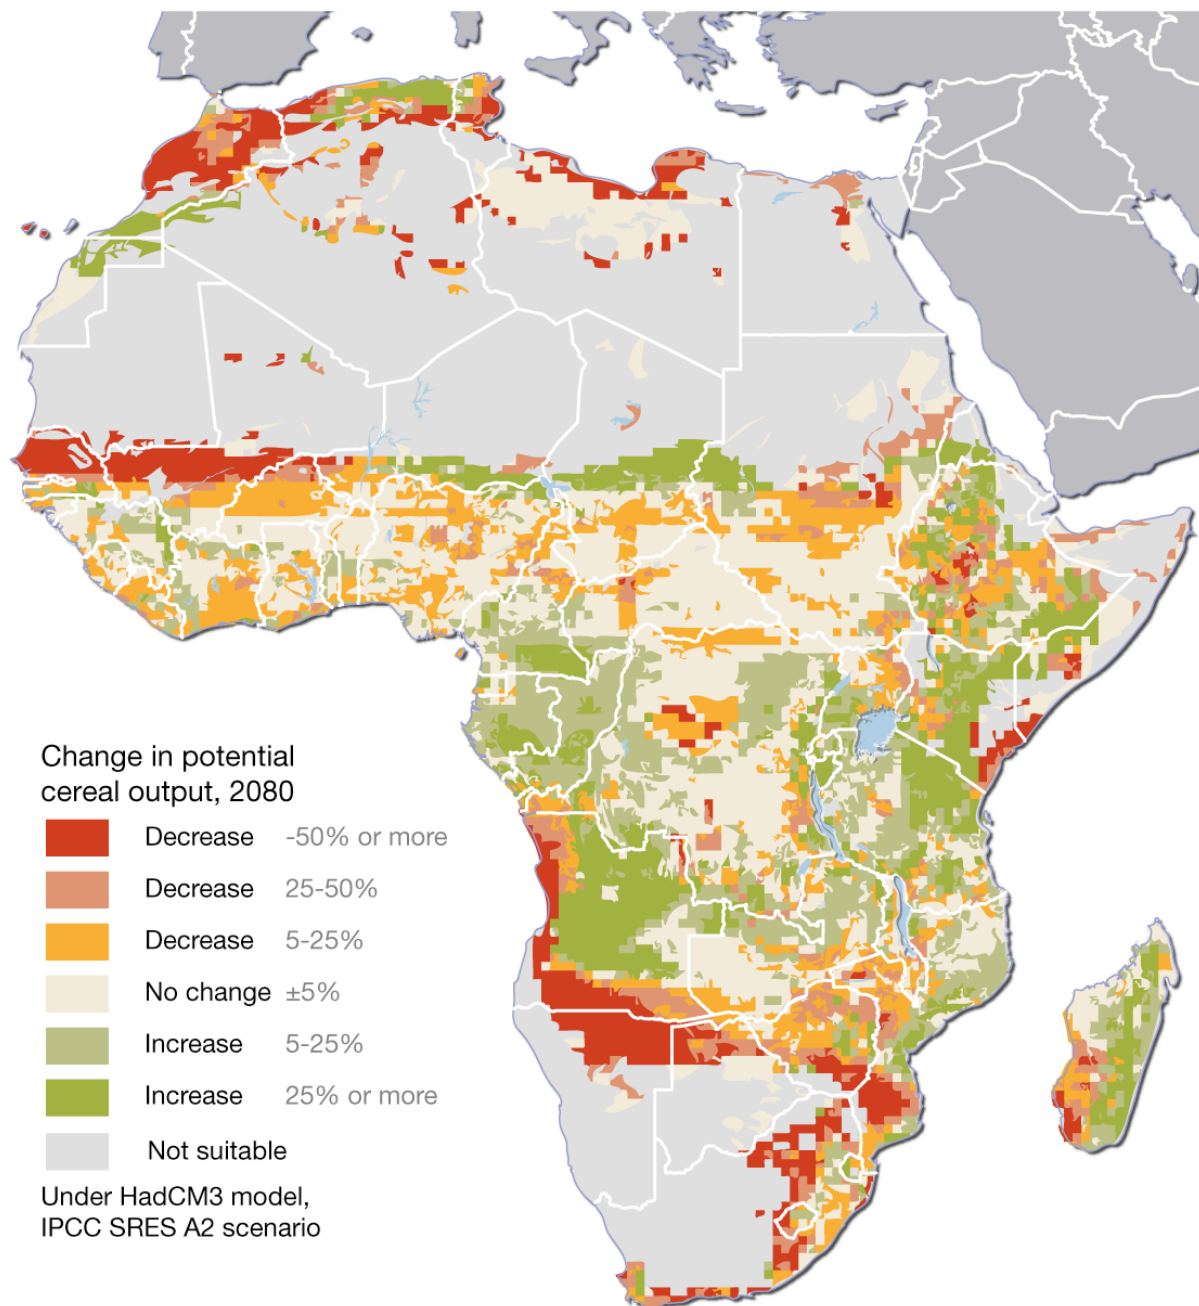 Change in potential
cereal output, 2080
Decrease -50% or more
Decrease 25-50%
Decrease 5-25%
No change ±5%
Increase 5-25%
Increase 25% or more
Not suitable
Under HadCM3 model,
IPCC SRES A2 scenario